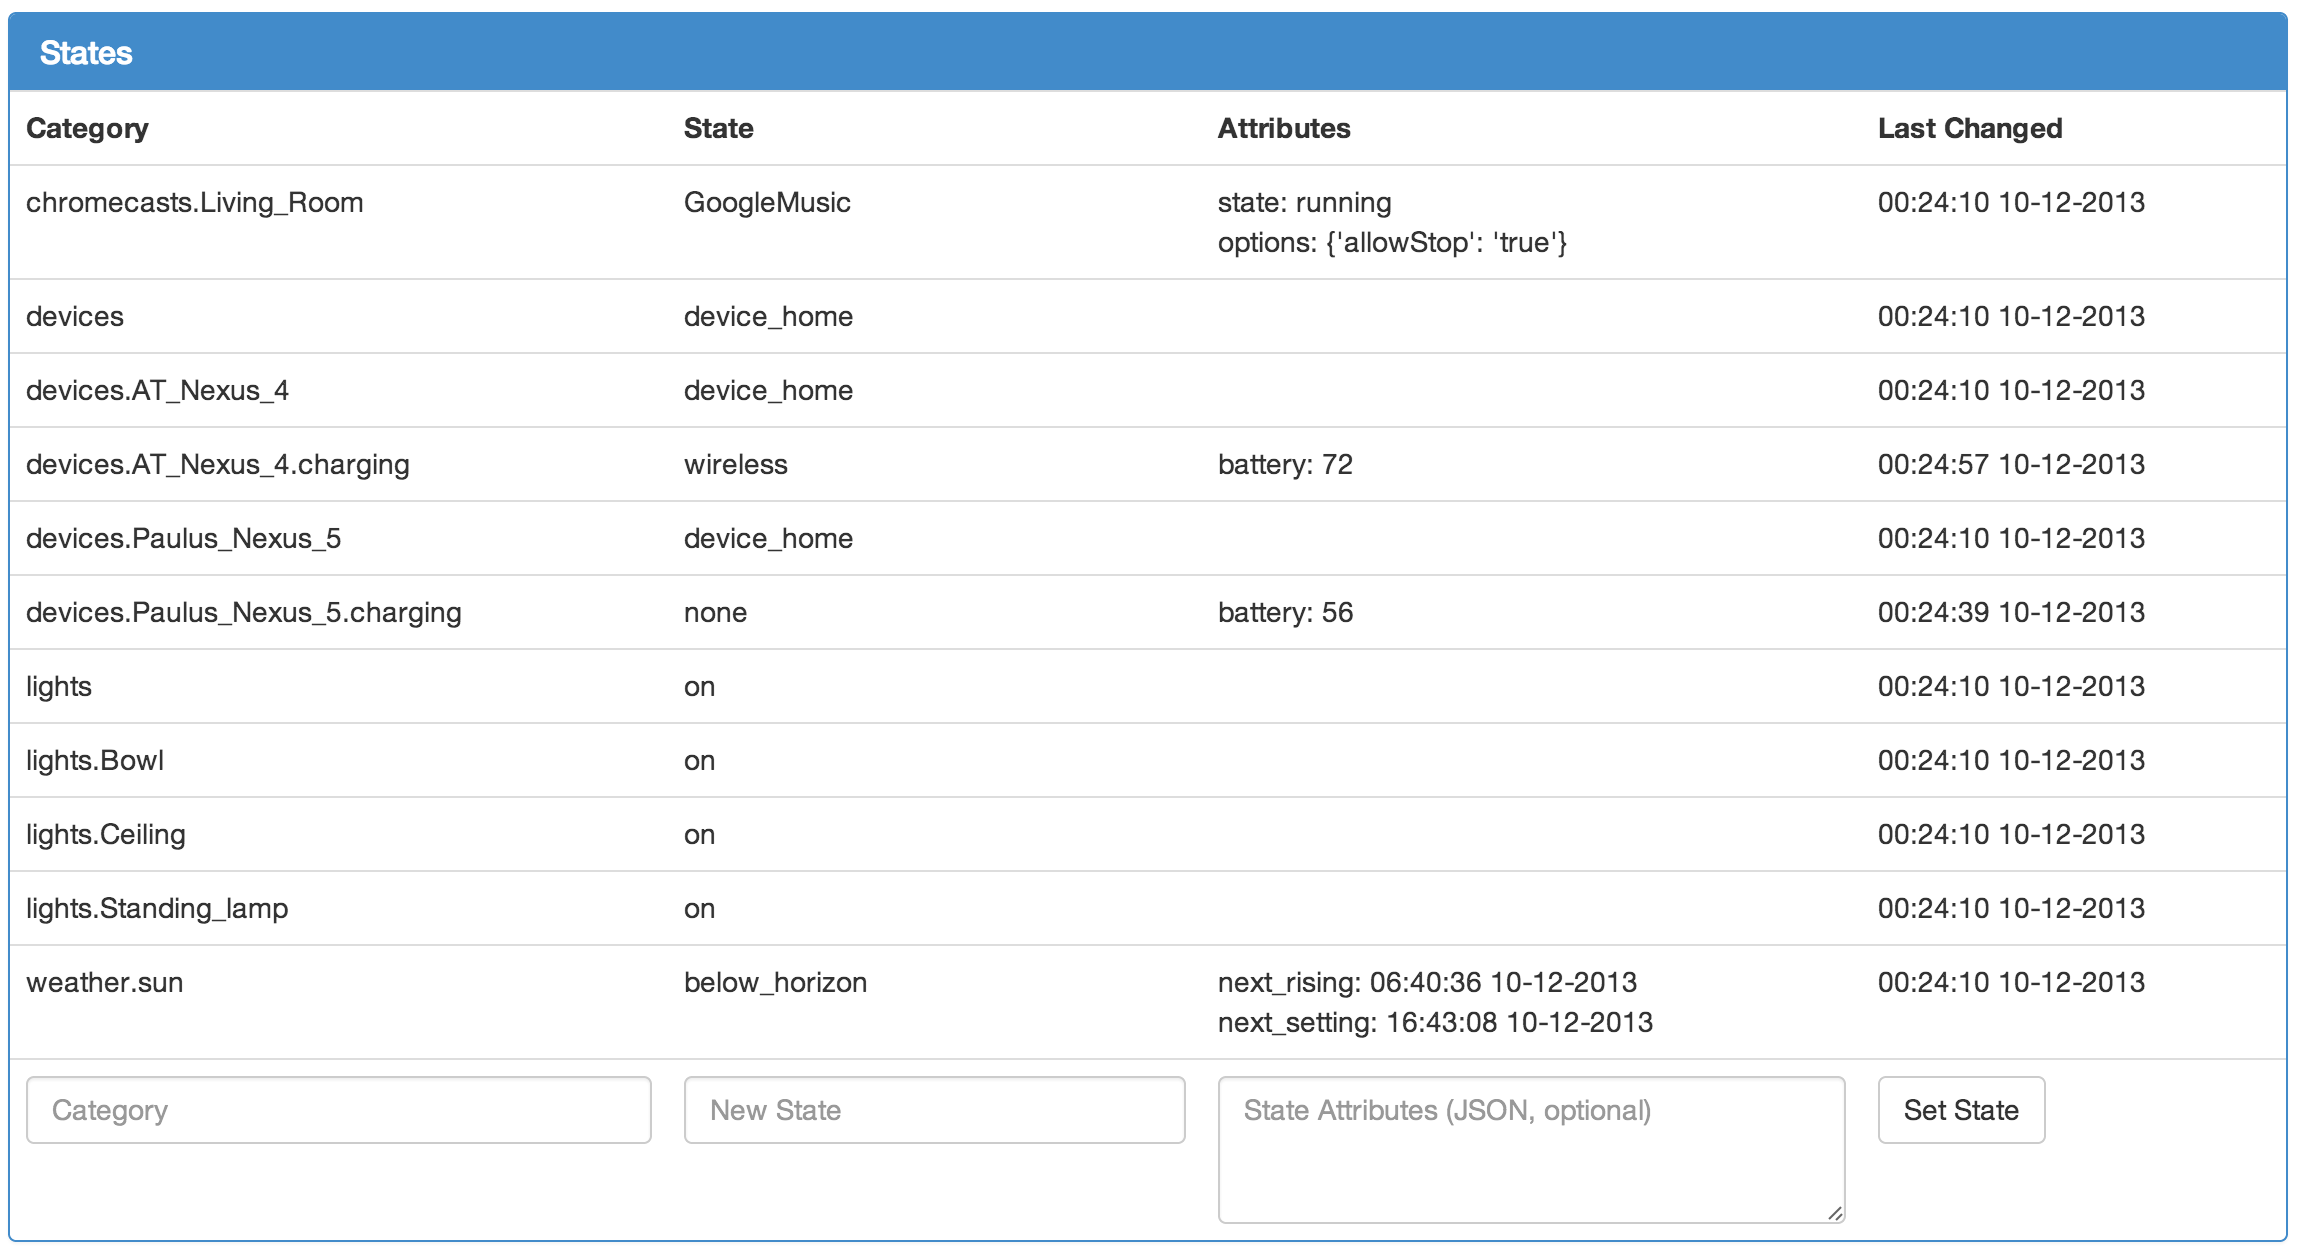 States
Category State Attributes Last Changed
chromecasts.Living_Room GoogleMusic state: running 00:24:10 10-12-2013
options: {'allowStop': 'true'}
devices device_home 00:24:10 10-12-2013
devices.AT_Nexus_4 device_home 00:24:10 10-12-2013
devices.AT_Nexus_4.charging wireless battery: 72 00:24:57 10-12-2013
devices.Paulus_Nexus_5 device_home 00:24:10 10-12-2013
devices.Paulus_Nexus_5.charging none battery: 56 00:24:39 10-12-2013
lights on 00:24:10 10-12-2013
lights.Bowl on 00:24:10 10-12-2013
lights.Ceiling on 00:24:10 10-12-2013
lights.Standing_lamp on 00:24:10 10-12-2013
weather.sun below_horizon next_rising: 06:40:36 10-12-2013 00:24:10 10-12-2013
next_setting: 16:43:08 10-12-2013
Category New State State Attributes (JSON, optional) Set State